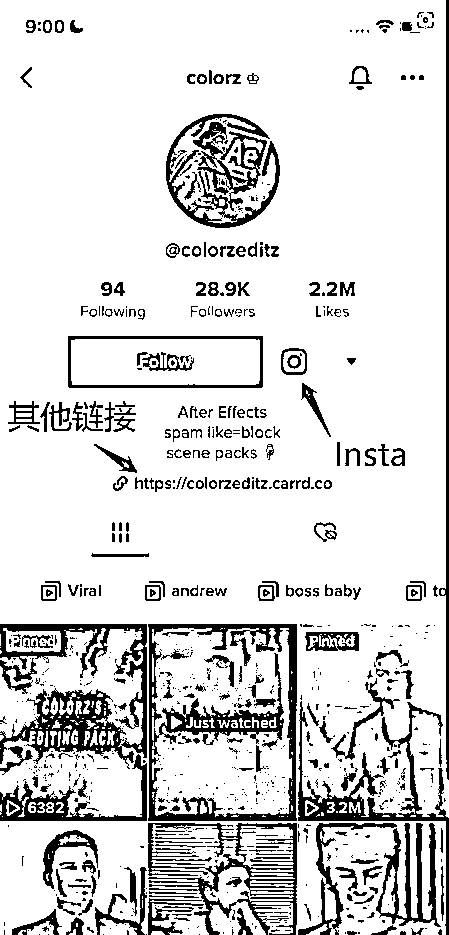 9:00
colorz ♔
Ae
@colorzeditz
94 28.9K 2.2M
Following Followers Likes
Follow
其他链接
After Effects
spam like=block
scene packs 👇
Insta
https://colorzeditz.carrd.co
Viral andrew boss baby to
Pinned Pinned
COLORZ'S
EDITING PACK
Just watched
6382 3.2M